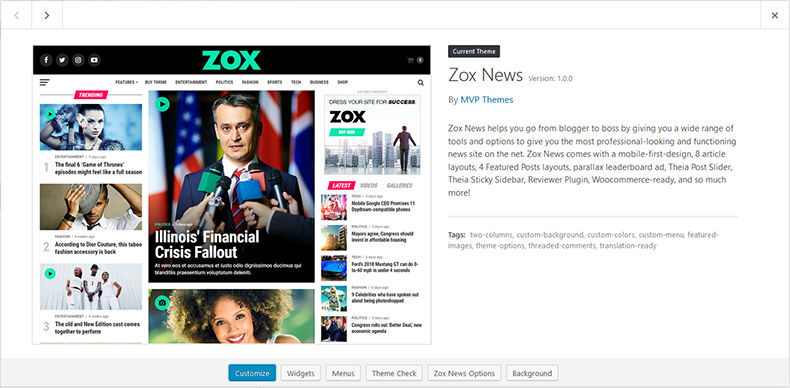 ZOX
0
FEATURES
BUY THEME
ENTERTAINMENT
POLITICS
FASHION
SPORTS
TECH
BUSINESS
SHOP
TRENDING
1
ENTERTAINMENT / 5 days ago
The final 6 'Game of Thrones'
episodes might feel like a full season
2
FASHION / 4 weeks ago
According to Dior Couture, this taboo
fashion accessory is back
3
ENTERTAINMENT / 4 weeks ago
The old and New Edition cast comes
together to perform
POLITICS / 5 days ago
Illinois' Financial
Crisis Fallout
At vero eos et accusamus et iusto odio dignissimos ducimus qui
blanditiis praesentium voluptatum deleniti.
ADVERTISEMENT
DRESS YOUR SITE FOR SUCCESS.
ZOX
BUY NOW
LATEST
VIDEOS
GALLERIES
TECH / 5 days ago
Mobile Google CEO Promises 11
Daydream-compatible phones
POLITICS / 5 days ago
Mayors agree, Congress should
invest in affordable housing
TECH / 5 days ago
Ford's 2018 Mustang GT can do 0-
to-60 mph in under 4 seconds
FASHION / 5 days ago
9 Celebrities who have spoken out
about being photoshopped
POLITICS / 5 days ago
Congress rolls out 'Better Deal,' new
economic agenda
Current Theme
Zox News Version: 1.0.0
By MVP Themes
Zox News helps you go from blogger to boss by giving you a wide range of
tools and options to give you the most professional-looking and functioning
news site on the net. Zox News comes with a mobile-first-design, 8 article
layouts, 4 Featured Posts layouts, parallax leaderboard ad, Theia Post Slider,
Theia Sticky Sidebar, Reviewer Plugin, Woocommerce-ready, and so much
more!
Tags: two-columns, custom-background, custom-colors, custom-menu, featured-
images, theme-options, threaded-comments, translation-ready
Customize
Widgets
Menus
Theme Check
Zox News Options
Background